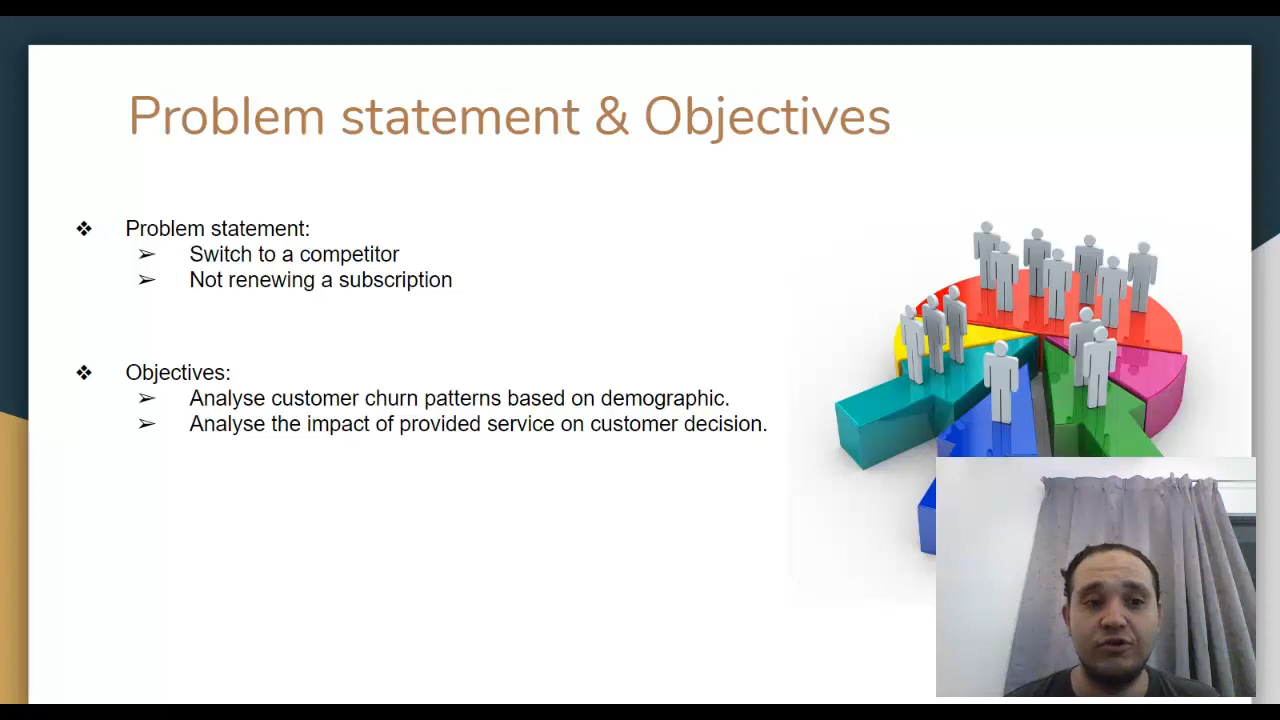 Problem statement & Objectives
❖ Problem statement:
➢ Switch to a competitor
➢ Not renewing a subscription
❖ Objectives:
➢ Analyse customer churn patterns based on demographic.
➢ Analyse the impact of provided service on customer decision.